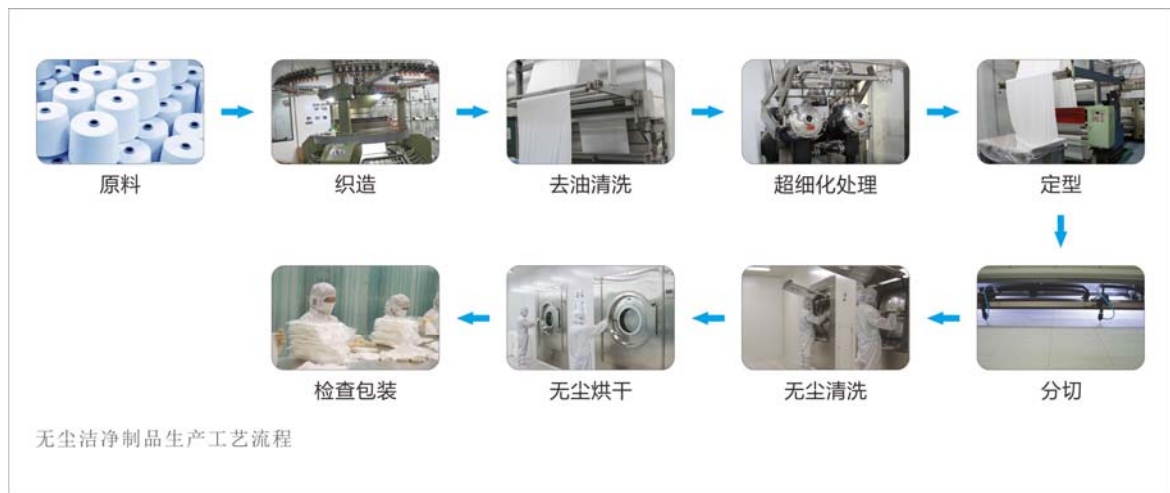 原料
织造
去油清洗
超细化处理
定型
分切
无尘清洗
无尘烘干
检查包装
无尘洁净制品生产工艺流程